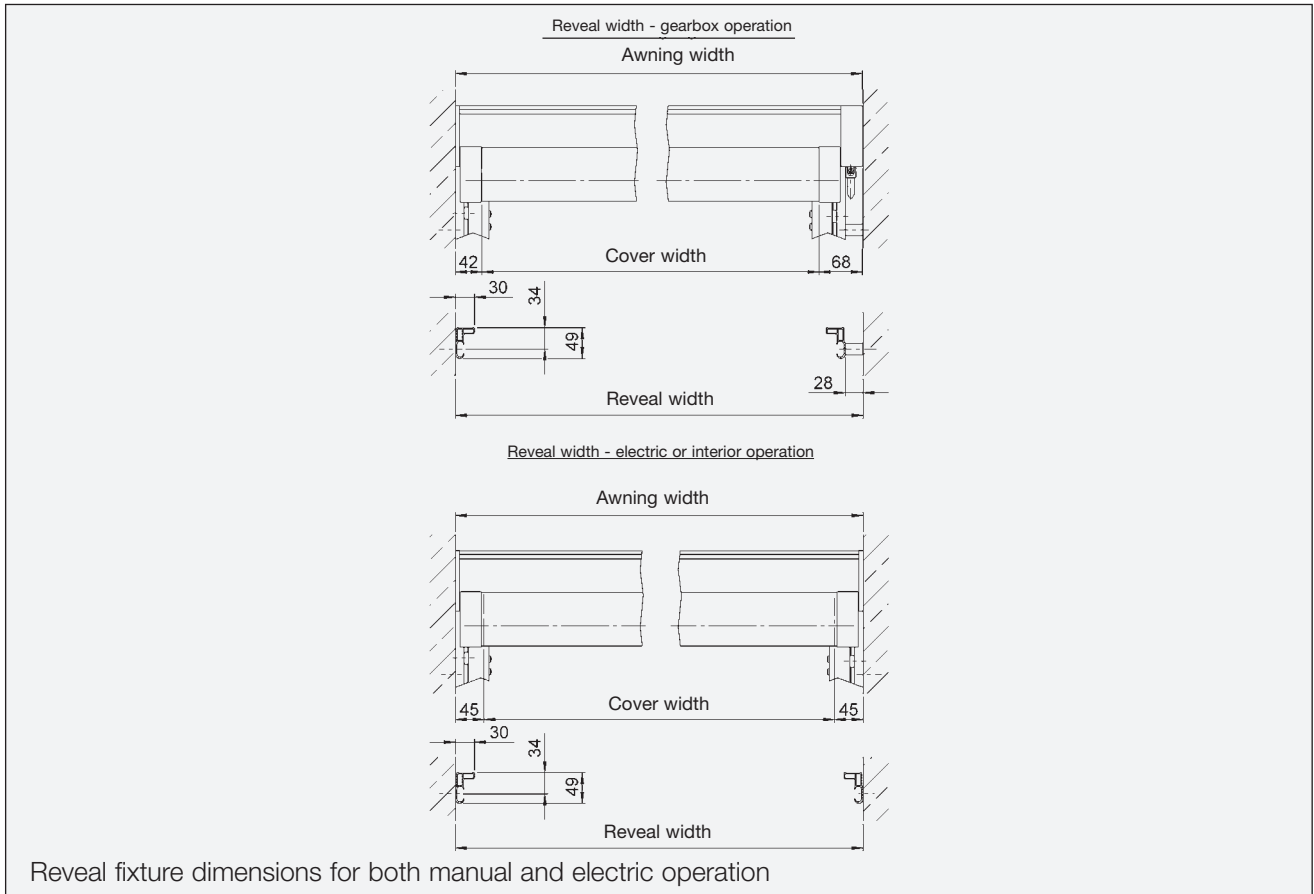 Reveal width - gearbox operation
Awning width
42 Cover width 68
30 34
49
28
Reveal width
Reveal width - electric or interior operation
Awning width
45 Cover width 45
30 34
49
Reveal width
Reveal fixture dimensions for both manual and electric operation